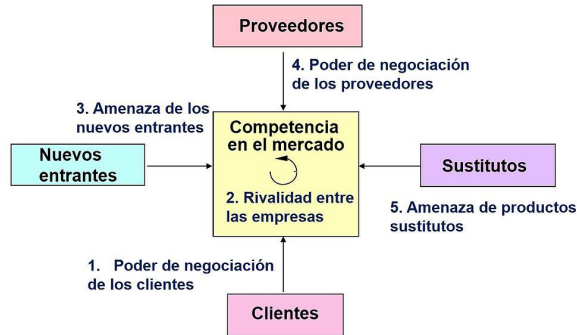 Proveedores
4. Poder de negociación
de los proveedores
3. Amenaza de los
nuevos entrantes
Competencia
en el mercado
Nuevos
entrantes
Sustitutos
2. Rivalidad entre
las empresas
5. Amenaza de productos
sustitutos
1. Poder de negociación
de los clientes
Clientes